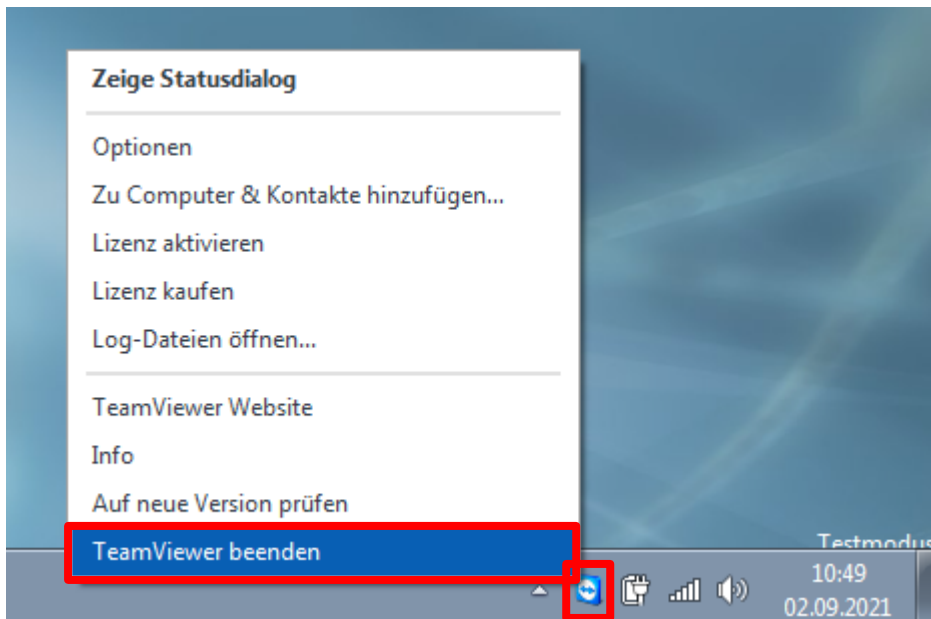 Zeige Statusdialog
Optionen
Zu Computer & Kontakte hinzufügen...
Lizenz aktivieren
Lizenz kaufen
Log-Dateien öffnen...
TeamViewer Website
Info
Auf neue Version prüfen
TeamViewer beenden
Testmodus
10:49
02.09.2021